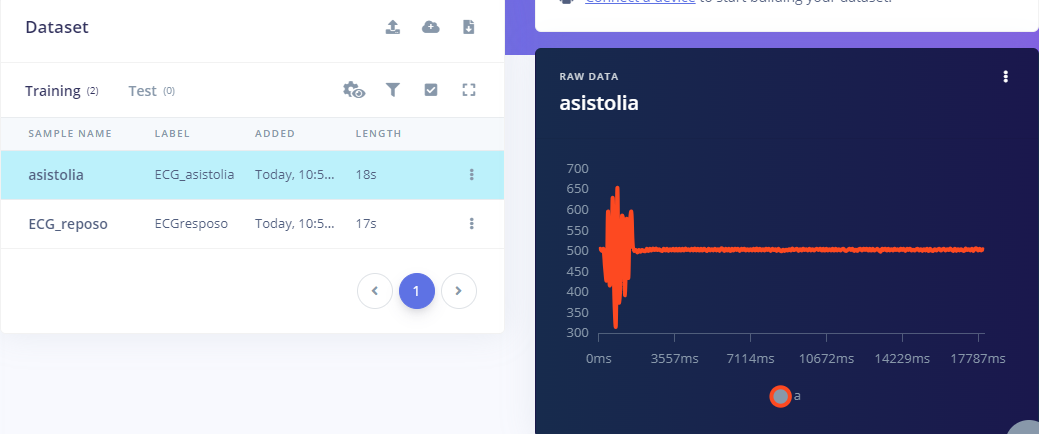 Connect a device to start building your dataset.
Dataset
Training (2) Test (0)
SAMPLE NAME LABEL ADDED LENGTH
asistolia ECG_asistolia Today, 10:5... 18s
ECG_reposo ECGresposo Today, 10:5... 17s
1
RAW DATA
asistolia
700
650
600
550
500
450
400
350
300
0ms 3557ms 7114ms 10672ms 14229ms 17787ms
a